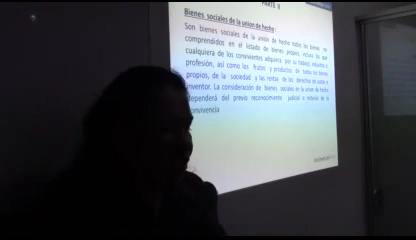 PARTE II
Bienes sociales de la union de hecho :
Son bienes sociales de la unión de hecho todos los bienes no
comprendidos en el listado de bienes propios, incluso los que
cualquiera de los convivientes adquiera por su trabajo, industria o
profesión, así como los frutos y productos de todos los bienes
propios, de la sociedad y las rentas de los derechos de autor e
inventor. La consideración de bienes sociales en la unión de hecho
dependerá del previo reconocimiento judicial o notarial de la
convivencia